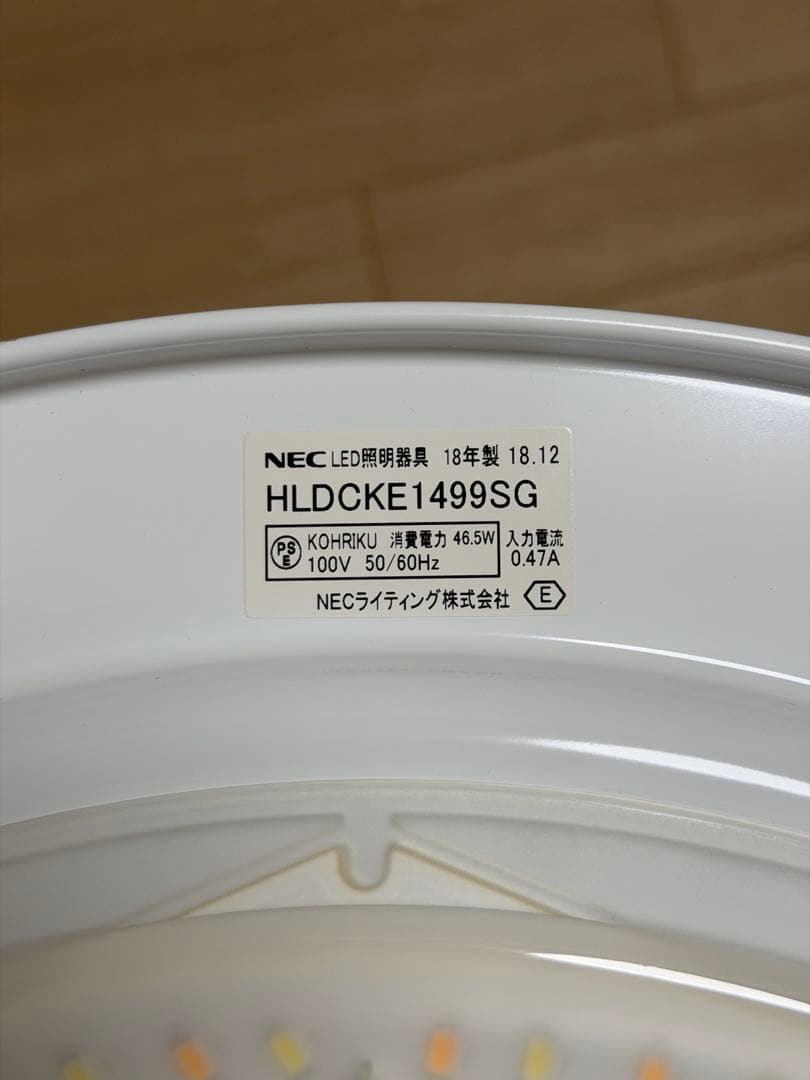 NEC LED照明器具 18年製 18.12
HLDCKE1499SG
PS E KOHRIKU 消費電力 46.5W 入力電流
100V 50/60Hz 0.47A
NECライティング株式会社 E